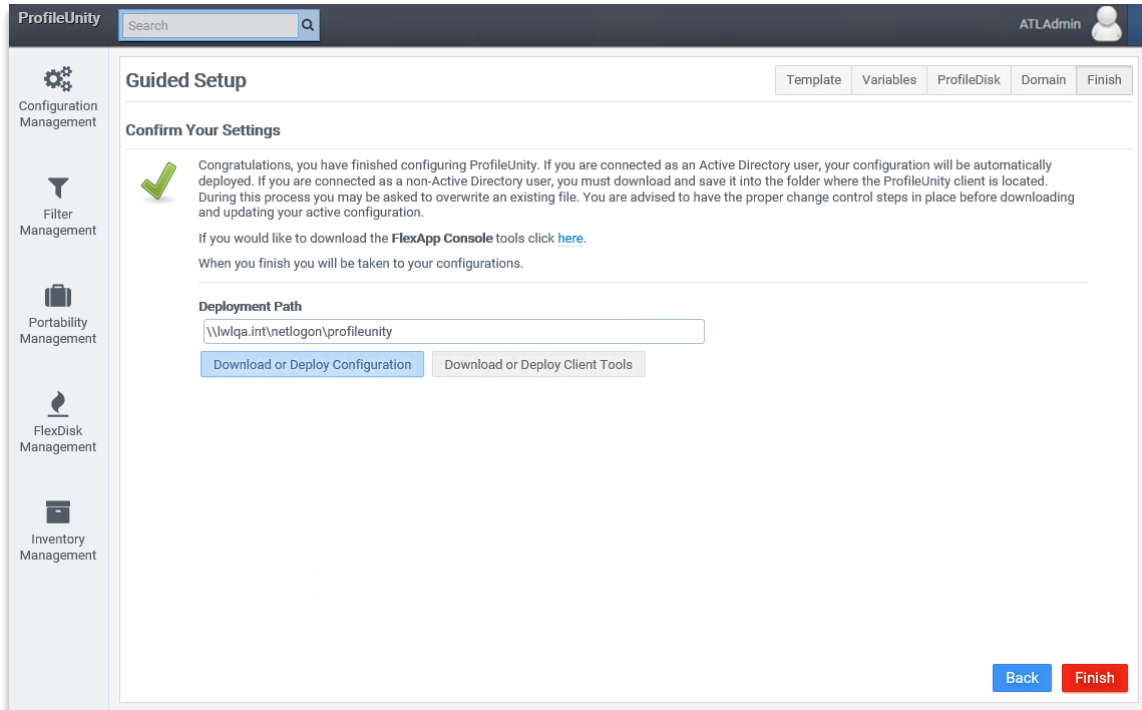 ProfileUnity
Search
ATLAdmin
Configuration
Management
Filter
Management
Portability
Management
FlexDisk
Management
Inventory
Management
Guided Setup
Template
Variables
ProfileDisk
Domain
Finish
Confirm Your Settings
Congratulations, you have finished configuring ProfileUnity. If you are connected as an Active Directory user, your configuration will be automatically
deployed. If you are connected as a non-Active Directory user, you must download and save it into the folder where the ProfileUnity client is located.
During this process you may be asked to overwrite an existing file. You are advised to have the proper change control steps in place before downloading
and updating your active configuration.
If you would like to download the FlexApp Console tools click here.
When you finish you will be taken to your configurations.
Deployment Path
\\lwlqa.int\netlogon\profileunity
Download or Deploy Configuration
Download or Deploy Client Tools
Back
Finish